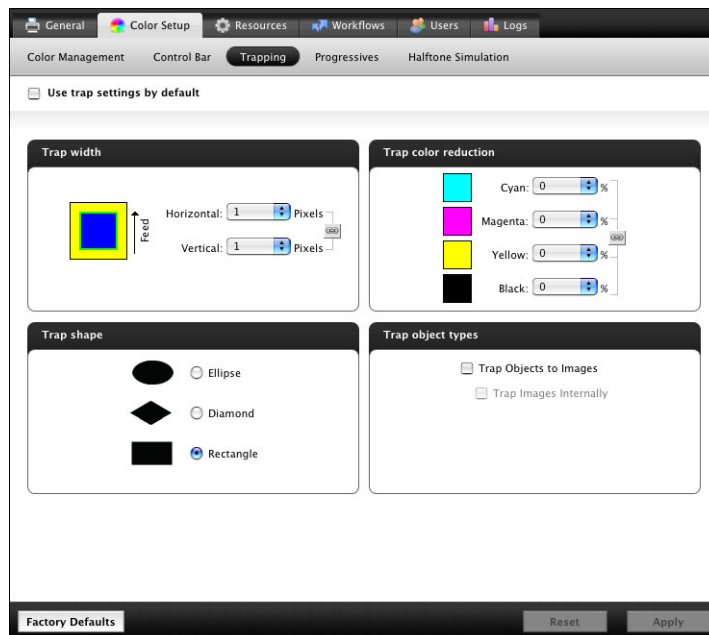 General Color Setup Resources Workflows Users Logs
Color Management Control Bar Trapping Progressives Halftone Simulation
Use trap settings by default
Trap width
Feed
Horizontal: 1 Pixels
Vertical: 1 Pixels
Trap color reduction
Cyan: 0 %
Magenta: 0 %
Yellow: 0 %
Black: 0 %
Trap shape
Ellipse
Diamond
Rectangle
Trap object types
Trap Objects to Images
Trap Images Internally
Factory Defaults Reset Apply